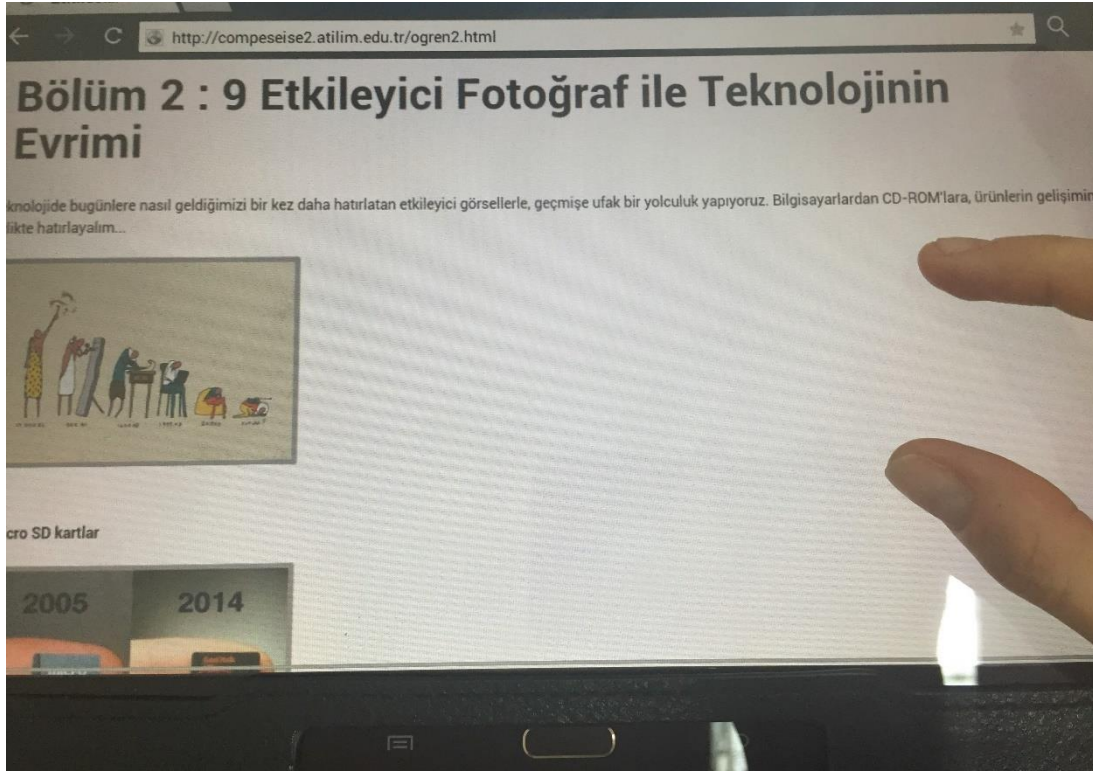 http://compeseise2.atilim.edu.tr/ogren2.html
Bölüm 2 : 9 Etkileyici Fotoğraf ile Teknolojinin
Evrimi
knolojide bugünlere nasıl geldiğimizi bir kez daha hatırlatan etkileyici görsellerle, geçmişe ufak bir yolculuk yapıyoruz. Bilgisayarlardan CD-ROM'lara, ürünlerin gelişimin
likte hatırlayalım...
cro SD kartlar
2005 2014